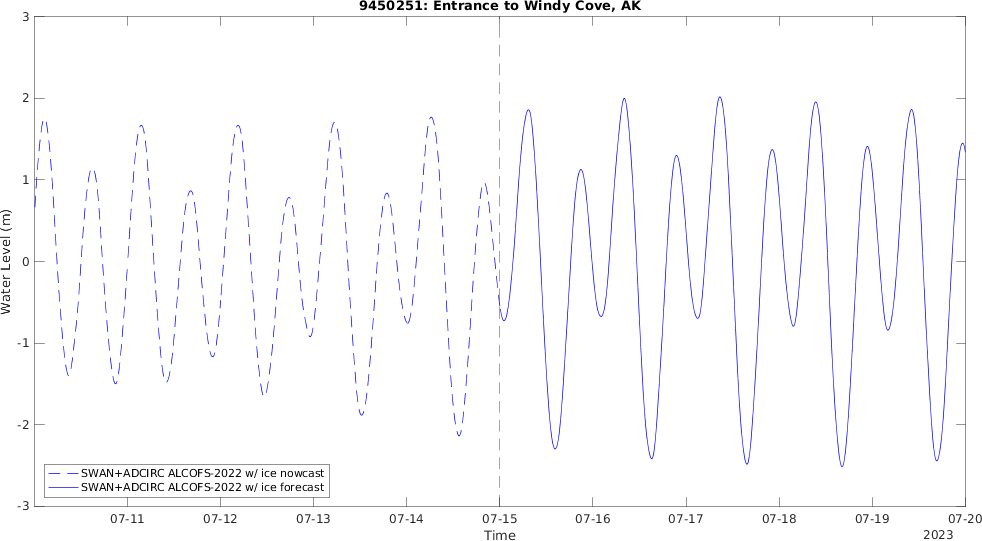 9450251: Entrance to Windy Cove, AK
3
2
1
0
-1
-2
-3
Water Level (m)
SWAN+ADCIRC ALCOFS-2022 w/ ice nowcast
SWAN+ADCIRC ALCOFS-2022 w/ ice forecast
07-11 07-12 07-13 07-14 07-15 07-16 07-17 07-18 07-19 07-20
Time
2023